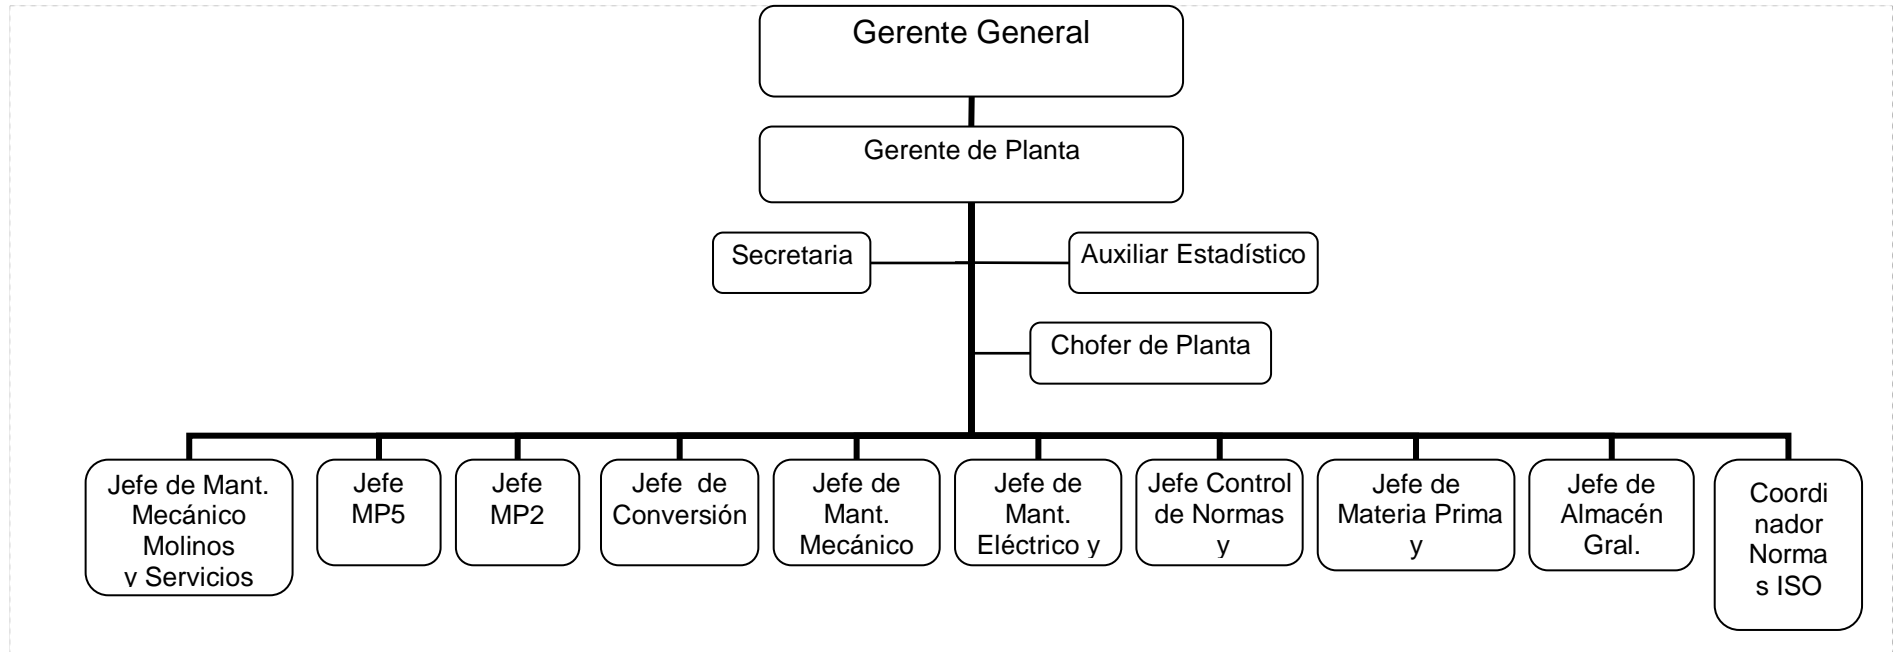 Gerente General
Gerente de Planta
Secretaria
Auxiliar Estadístico
Chofer de Planta
Jefe de Mant.
Mecánico
Molinos
y Servicios
Jefe
MP5
Jefe
MP2
Jefe de
Conversión
Jefe de
Mant.
Mecánico
Jefe de
Mant.
Eléctrico y
Jefe Control
de Normas
y
Jefe de
Materia Prima
y
Jefe de
Almacén
Gral.
Coordi
nador
Norma
s ISO